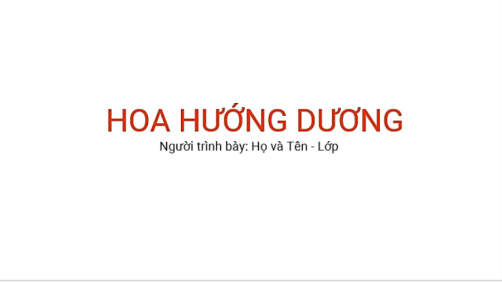 HOA HƯỚNG DƯƠNG
Người trình bày: Họ và Tên - Lớp